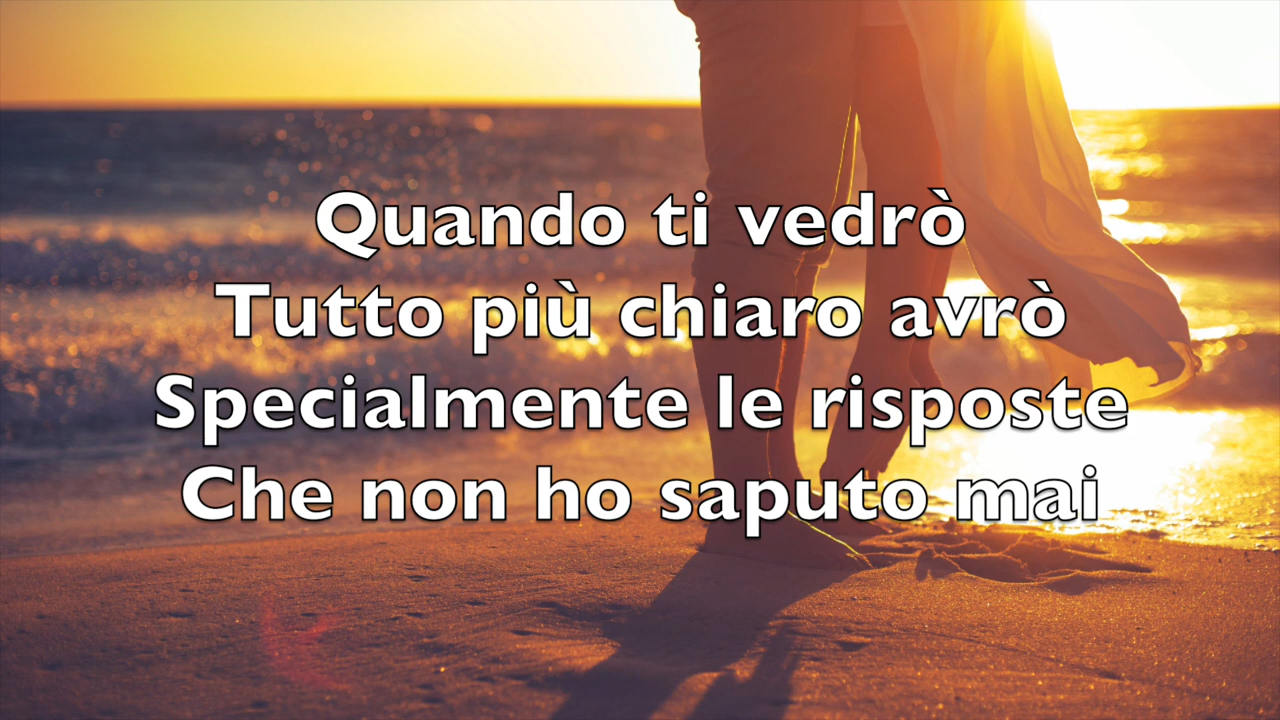 Quando ti vedrò
Tutto più chiaro avrò
Specialmente le risposte
Che non ho saputo mai